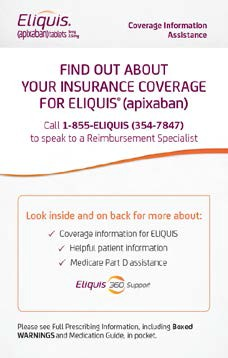 Eliquis®
Coverage Information
(apixaban) tablets
Assistance
FIND OUT ABOUT
YOUR INSURANCE COVERAGE
FOR ELIQUIS® (apixaban)
Call 1-855-ELIQUIS (354-7847)
to speak to a Reimbursement Specialist
Look inside and on back for more about:
✓ Coverage information for ELIQUIS
✓ Helpful patient information
✓ Medicare Part D assistance
Eliquis 360 Support
Please see Full Prescribing Information, including Boxed
WARNINGS and Medication Guide, in pocket.